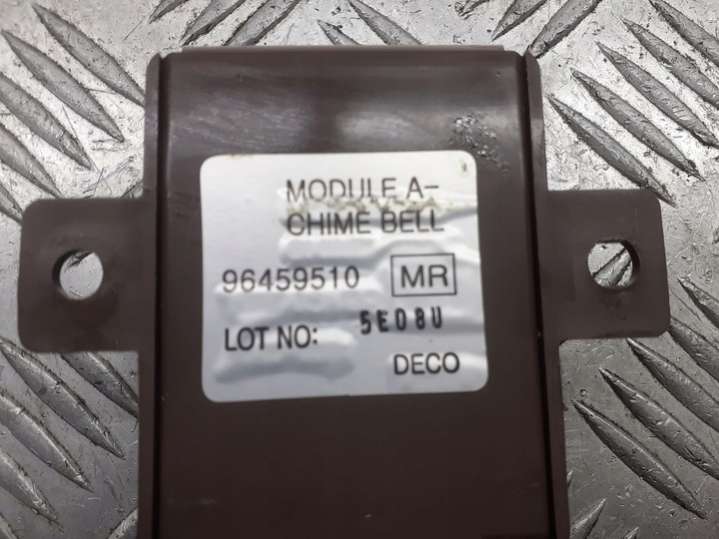 MODULE A-
CHIME BELL
96459510 MR
LOT NO: 5E08U
DECO